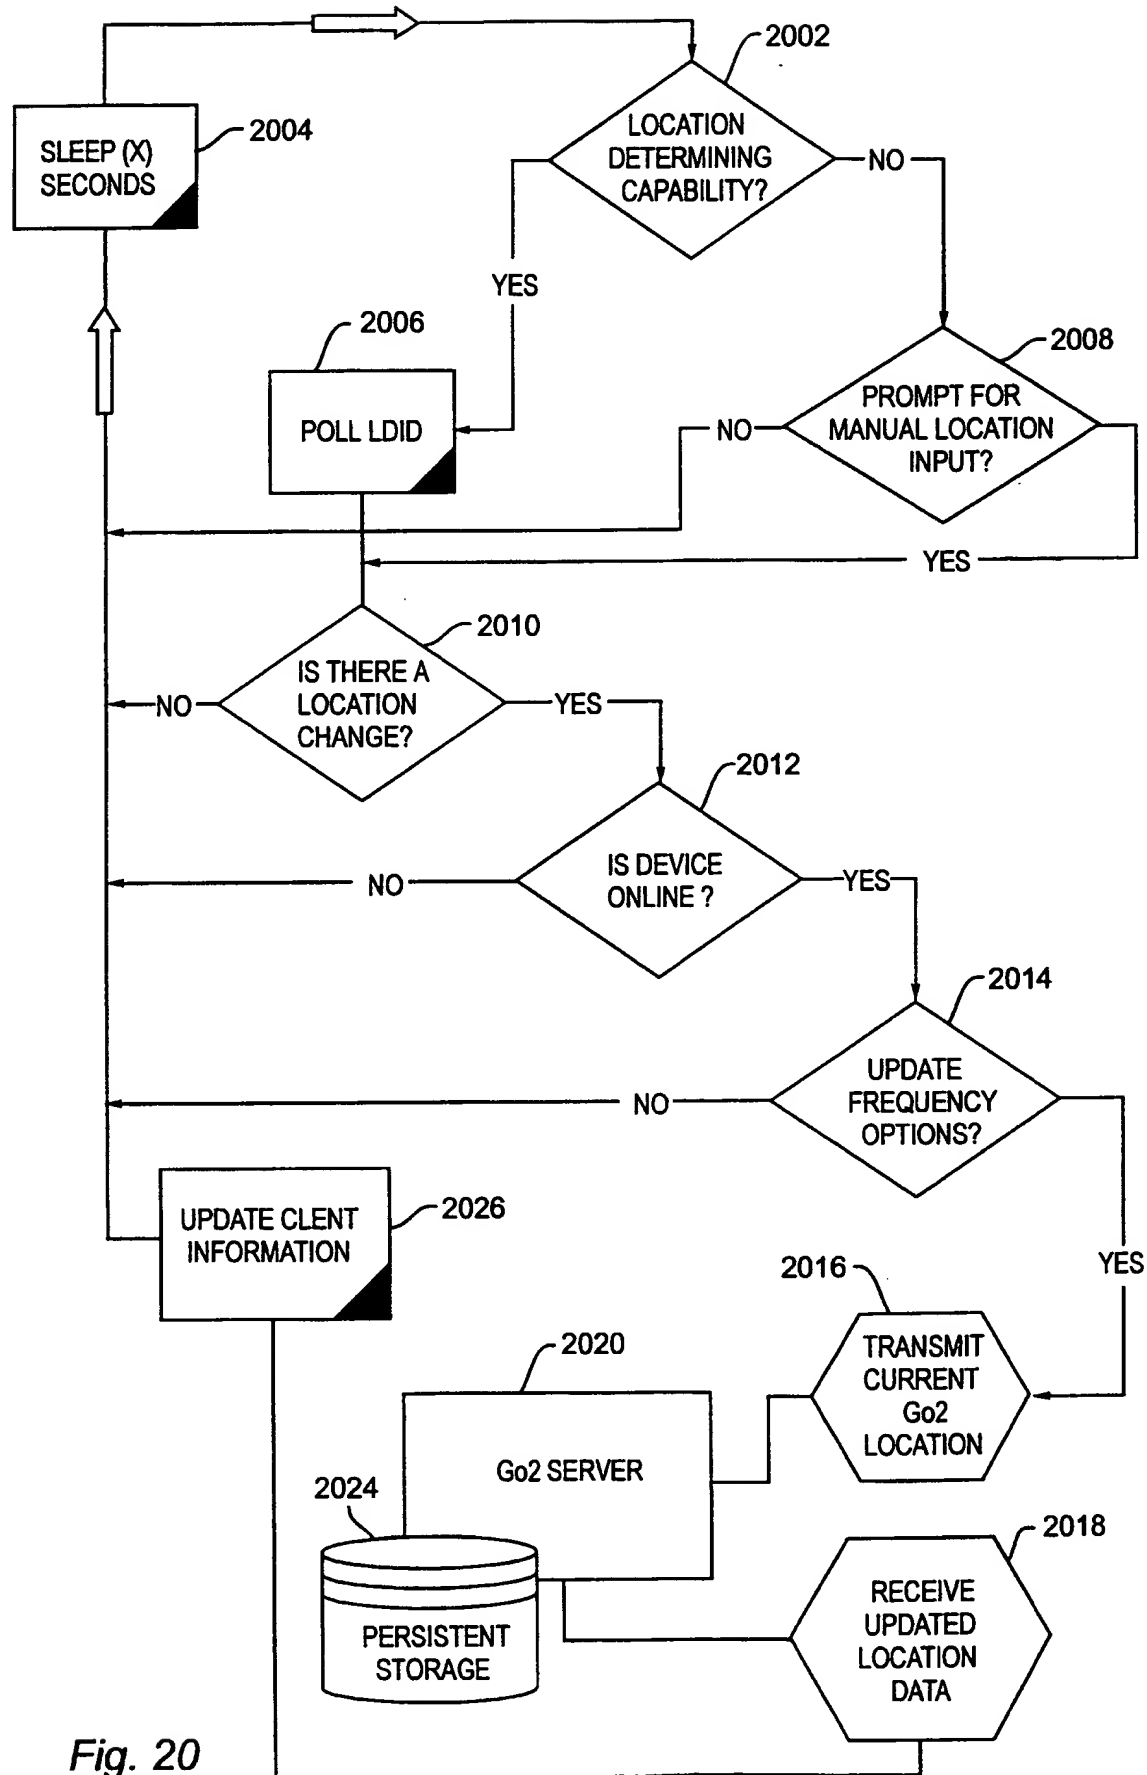 2002
LOCATION
DETERMINING
CAPABILITY?
2004
SLEEP (X)
SECONDS
NO
YES
2006
POLL LDID
2008
PROMPT FOR
MANUAL LOCATION
INPUT?
NO
YES
2010
IS THERE A
LOCATION
CHANGE?
NO
YES
2012
IS DEVICE
ONLINE ?
NO
YES
2014
UPDATE
FREQUENCY
OPTIONS?
NO
YES
2026
UPDATE CLENT
INFORMATION
2016
TRANSMIT
CURRENT
Go2
LOCATION
2020
Go2 SERVER
2024
PERSISTENT
STORAGE
2018
RECEIVE
UPDATED
LOCATION
DATA
Fig. 20